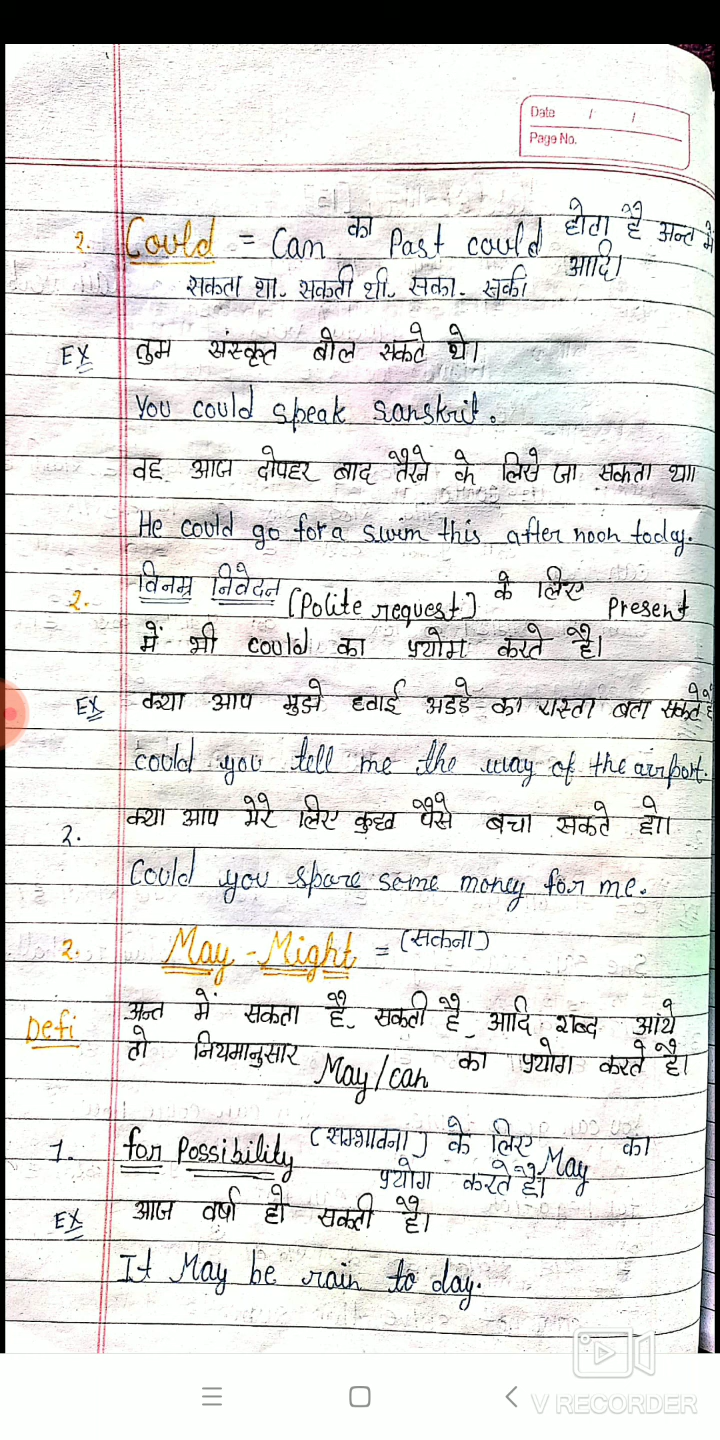 Date / /
Page No.
2. Could = Can का Past could होता है अन्त में
सकता था. सकती थी. सका. सकी आदि।
EX तुम संस्कृत बोल सकते थे।
You could speak sanskrit.
वह आज दोपहर बाद तैरने के लिये जा सकता था।
He could go for a swim this after noon today.
2. विनम्र निवेदन (Polite request) के लिए Present
में भी could का प्रयोग करते है।
EX क्या आप मुझे हवाई अडडे का रास्ता बता सकते है
could you tell me the way of the airport.
2. क्या आप मेरे लिए कुछ पैसे बचा सकते हो।
Could you spare some money for me.
2. May - Might = (सकना)
Defi अन्त में सकता है, सकती है, आदि शब्द आंये
तो नियमानुसार May/can का प्रयोग करते है।
1. for Possibility (सम्भावना) के लिए May का
प्रयोग करते है।
EX आज वर्षा हो सकती है।
It May be rain to day.
V RECORDER